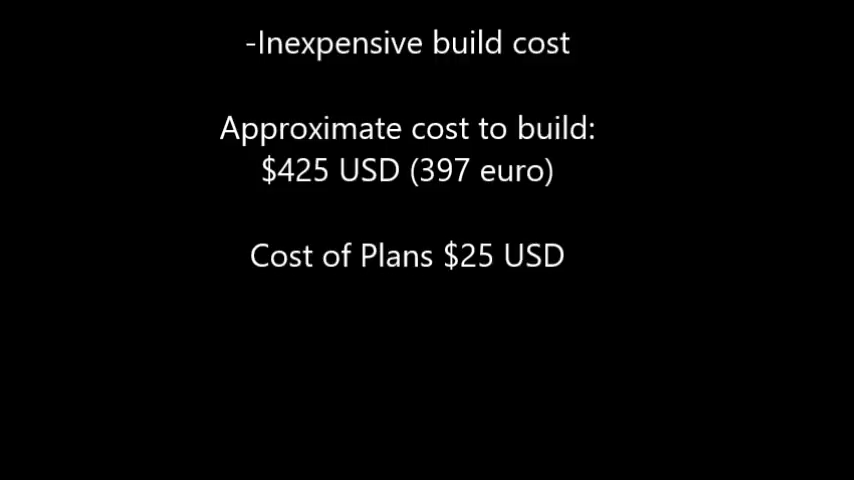 -Inexpensive build cost
Approximate cost to build:
$425 USD (397 euro)
Cost of Plans $25 USD